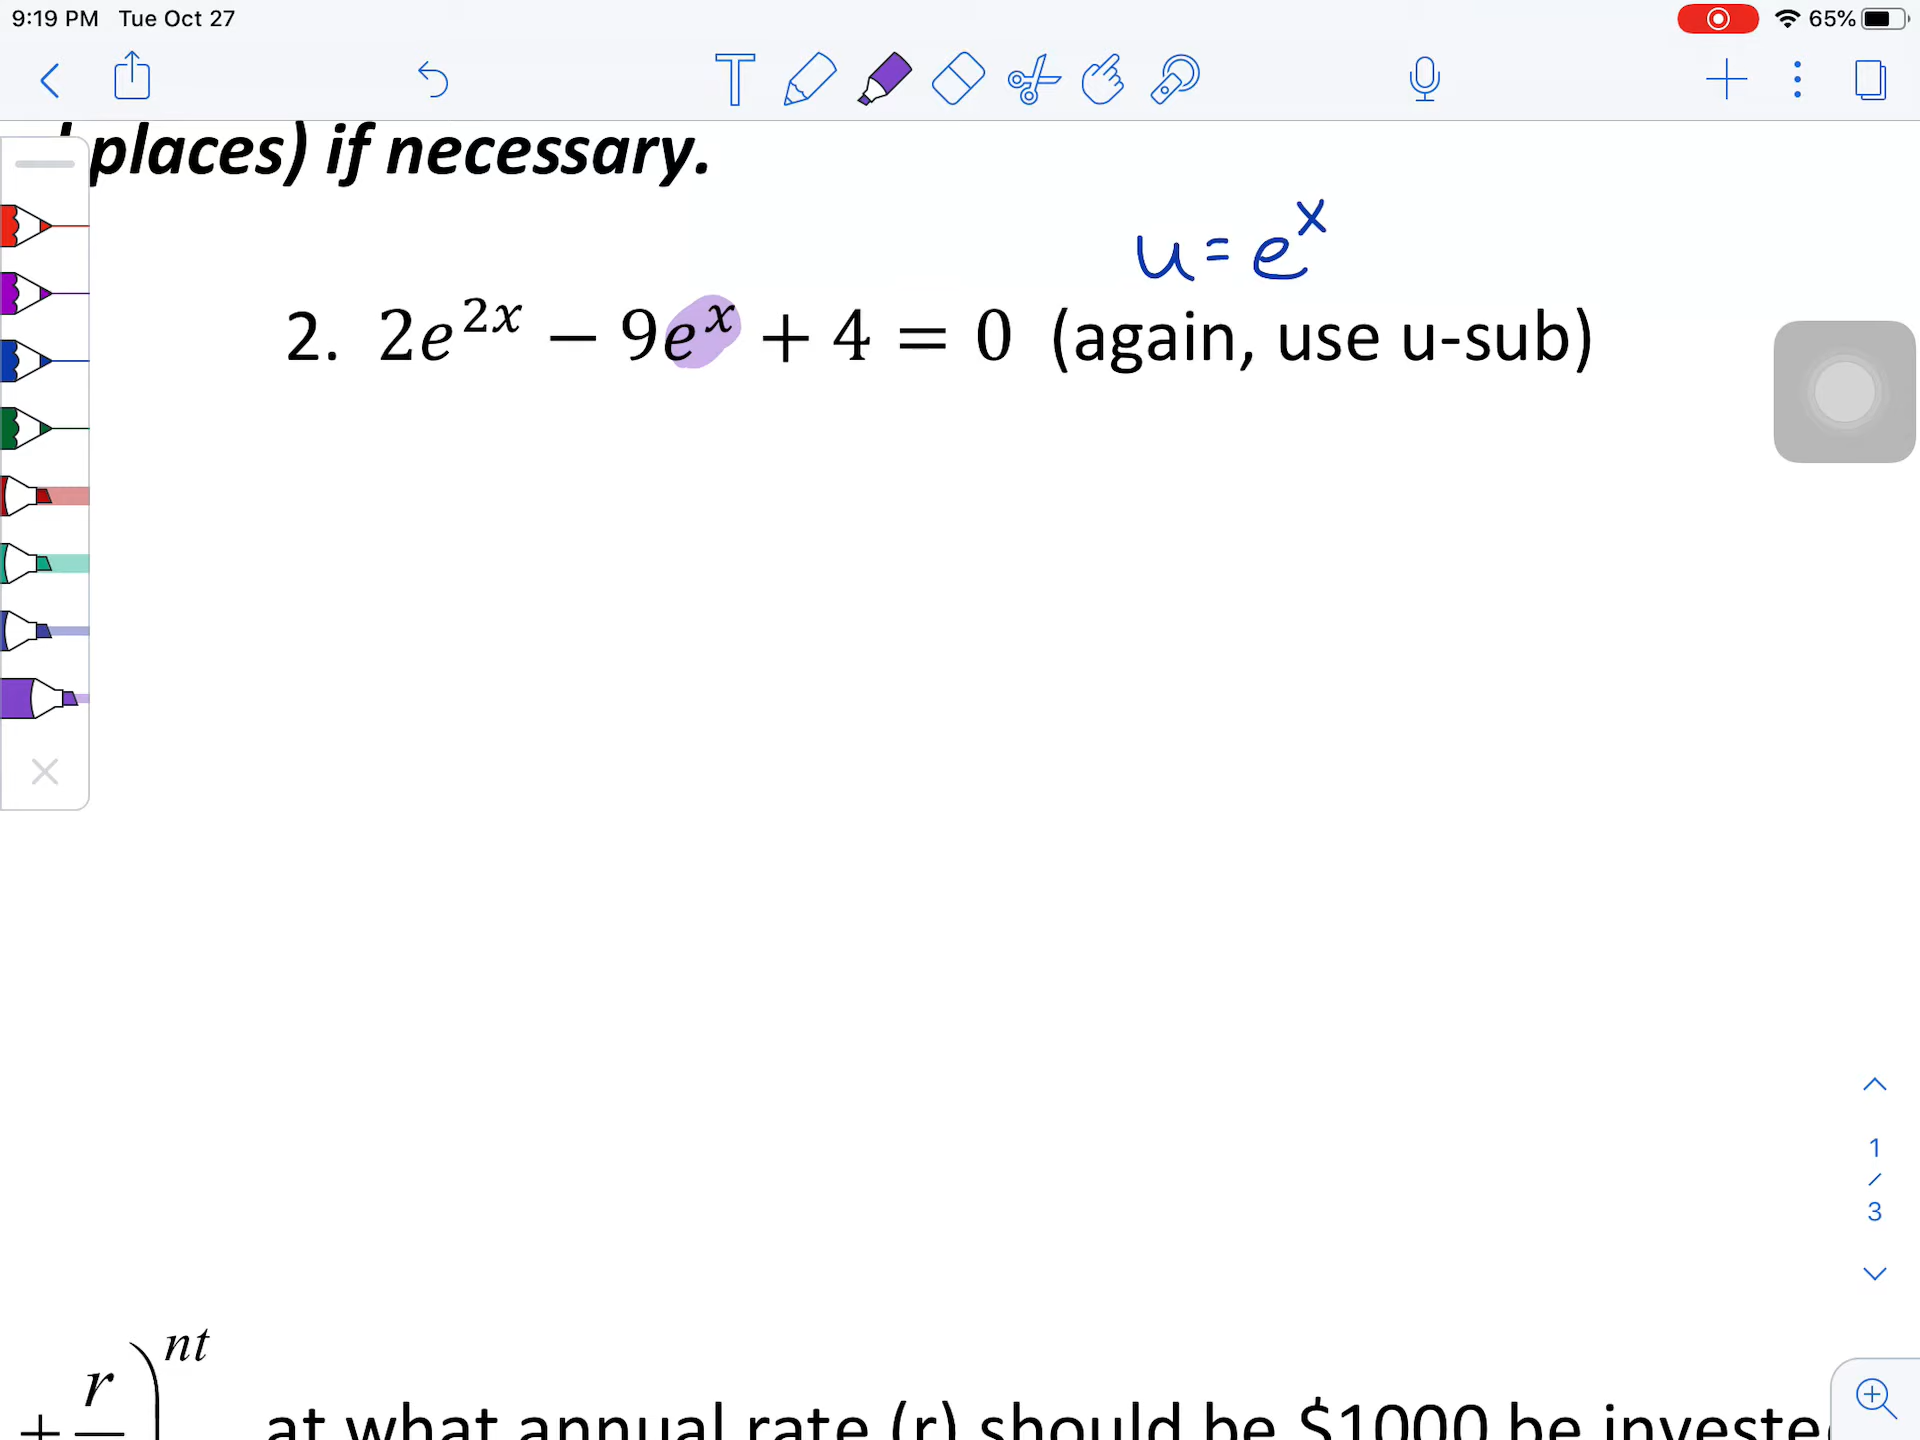 9:19 PM Tue Oct 27
65%
places) if necessary.
u = e^x
2. 2e^{2x} − 9e^x + 4 = 0 (again, use u-sub)
1
/
3
nt
r
+
)
at what annual rate (r) should be $1000 be investe